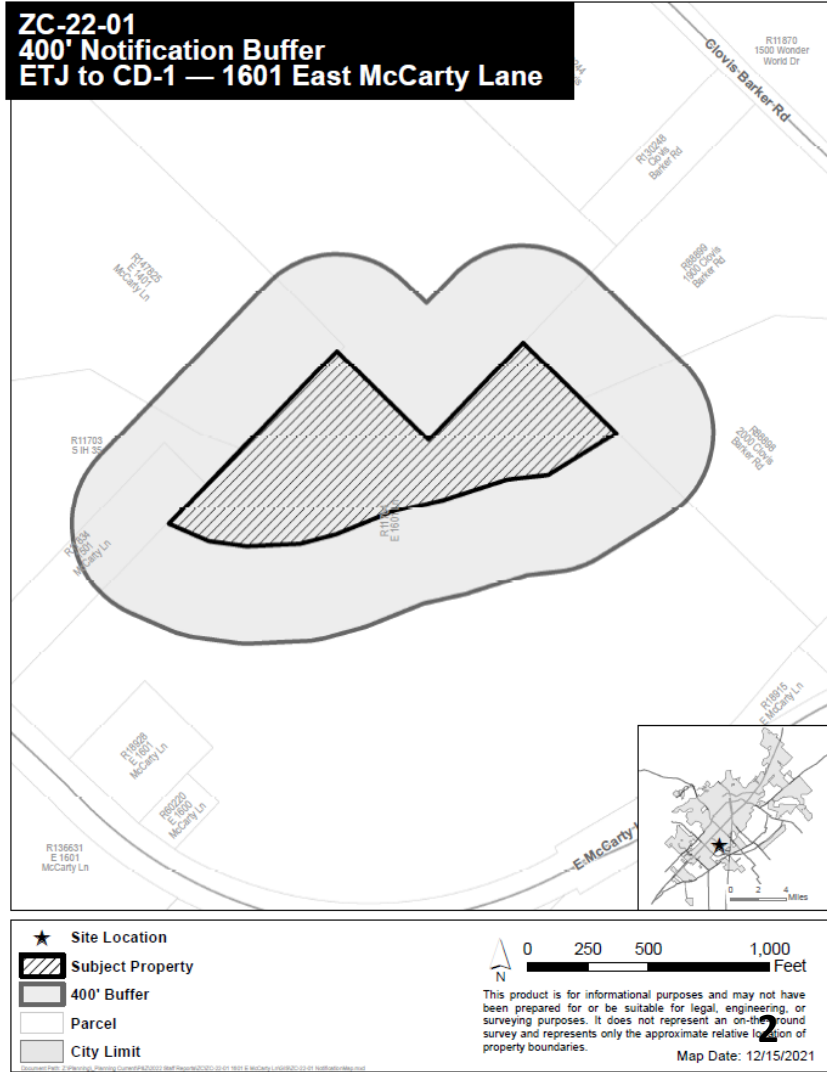 ZC-22-01
400' Notification Buffer
ETJ to CD-1 — 1601 East McCarty Lane
R11870
1500 Wonder
World Dr
Clovis Barker Rd
R130248
Clovis
Barker Rd
R147825
E 1401
McCarty Ln
R88899
1900 Clovis
Barker Rd
R11703
S IH 35
R88898
2000 Clovis
Barker Rd
E 1601 Ln
McCarty Ln
R18915
E McCarty Ln
R18928
E 1601
McCarty Ln
R60220
E 1600
McCarty Ln
R136631
E 1601
McCarty Ln
E McCarty
0 2 4
Miles
Site Location
Subject Property
400' Buffer
Parcel
City Limit
N
0 250 500 1,000
Feet
This product is for informational purposes and may not have
been prepared for or be suitable for legal, engineering, or
surveying purposes. It does not represent an on-the-ground
survey and represents only the approximate relative location of
property boundaries.
2
Map Date: 12/15/2021